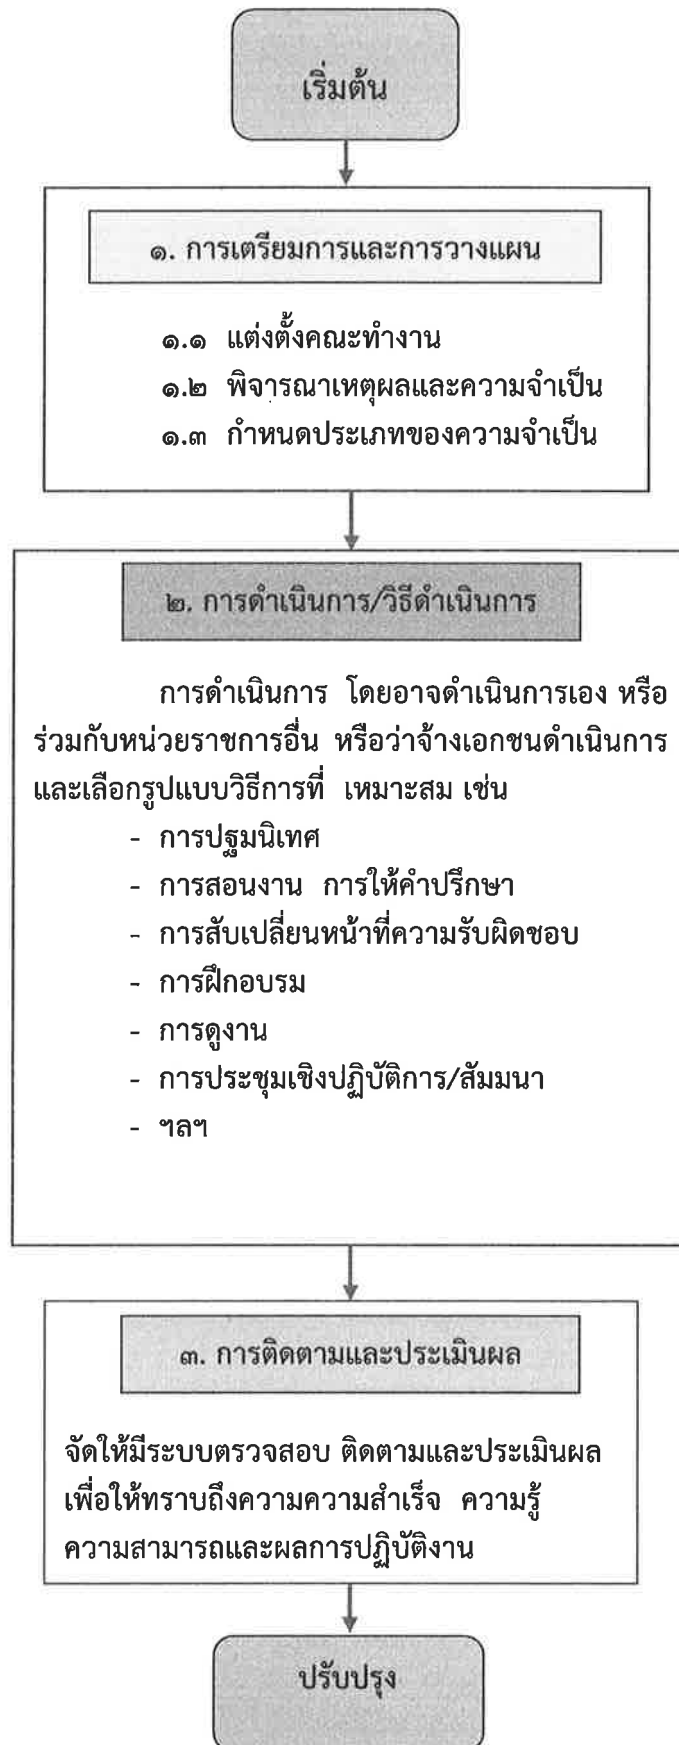 เริ่มต้น
๑. การเตรียมการและการวางแผน
๑.๑ แต่งตั้งคณะทำงาน
๑.๒ พิจารณาเหตุผลและความจำเป็น
๑.๓ กำหนดประเภทของความจำเป็น
๒. การดำเนินการ/วิธีดำเนินการ
การดำเนินการ โดยอาจดำเนินการเอง หรือ
ร่วมกับหน่วยราชการอื่น หรือว่าจ้างเอกชนดำเนินการ
และเลือกรูปแบบวิธีการที่ เหมาะสม เช่น
- การปฐมนิเทศ
- การสอนงาน การให้คำปรึกษา
- การสับเปลี่ยนหน้าที่ความรับผิดชอบ
- การฝึกอบรม
- การดูงาน
- การประชุมเชิงปฏิบัติการ/สัมมนา
- ฯลฯ
๓. การติดตามและประเมินผล
จัดให้มีระบบตรวจสอบ ติดตามและประเมินผล
เพื่อให้ทราบถึงความความสำเร็จ ความรู้
ความสามารถและผลการปฏิบัติงาน
ปรับปรุง